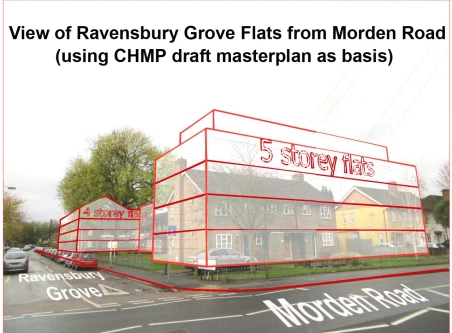 View of Ravensbury Grove Flats from Morden Road
(using CHMP draft masterplan as basis)
5 storey flats
4 storey fla
Ravensbury
Grove
Morden Road